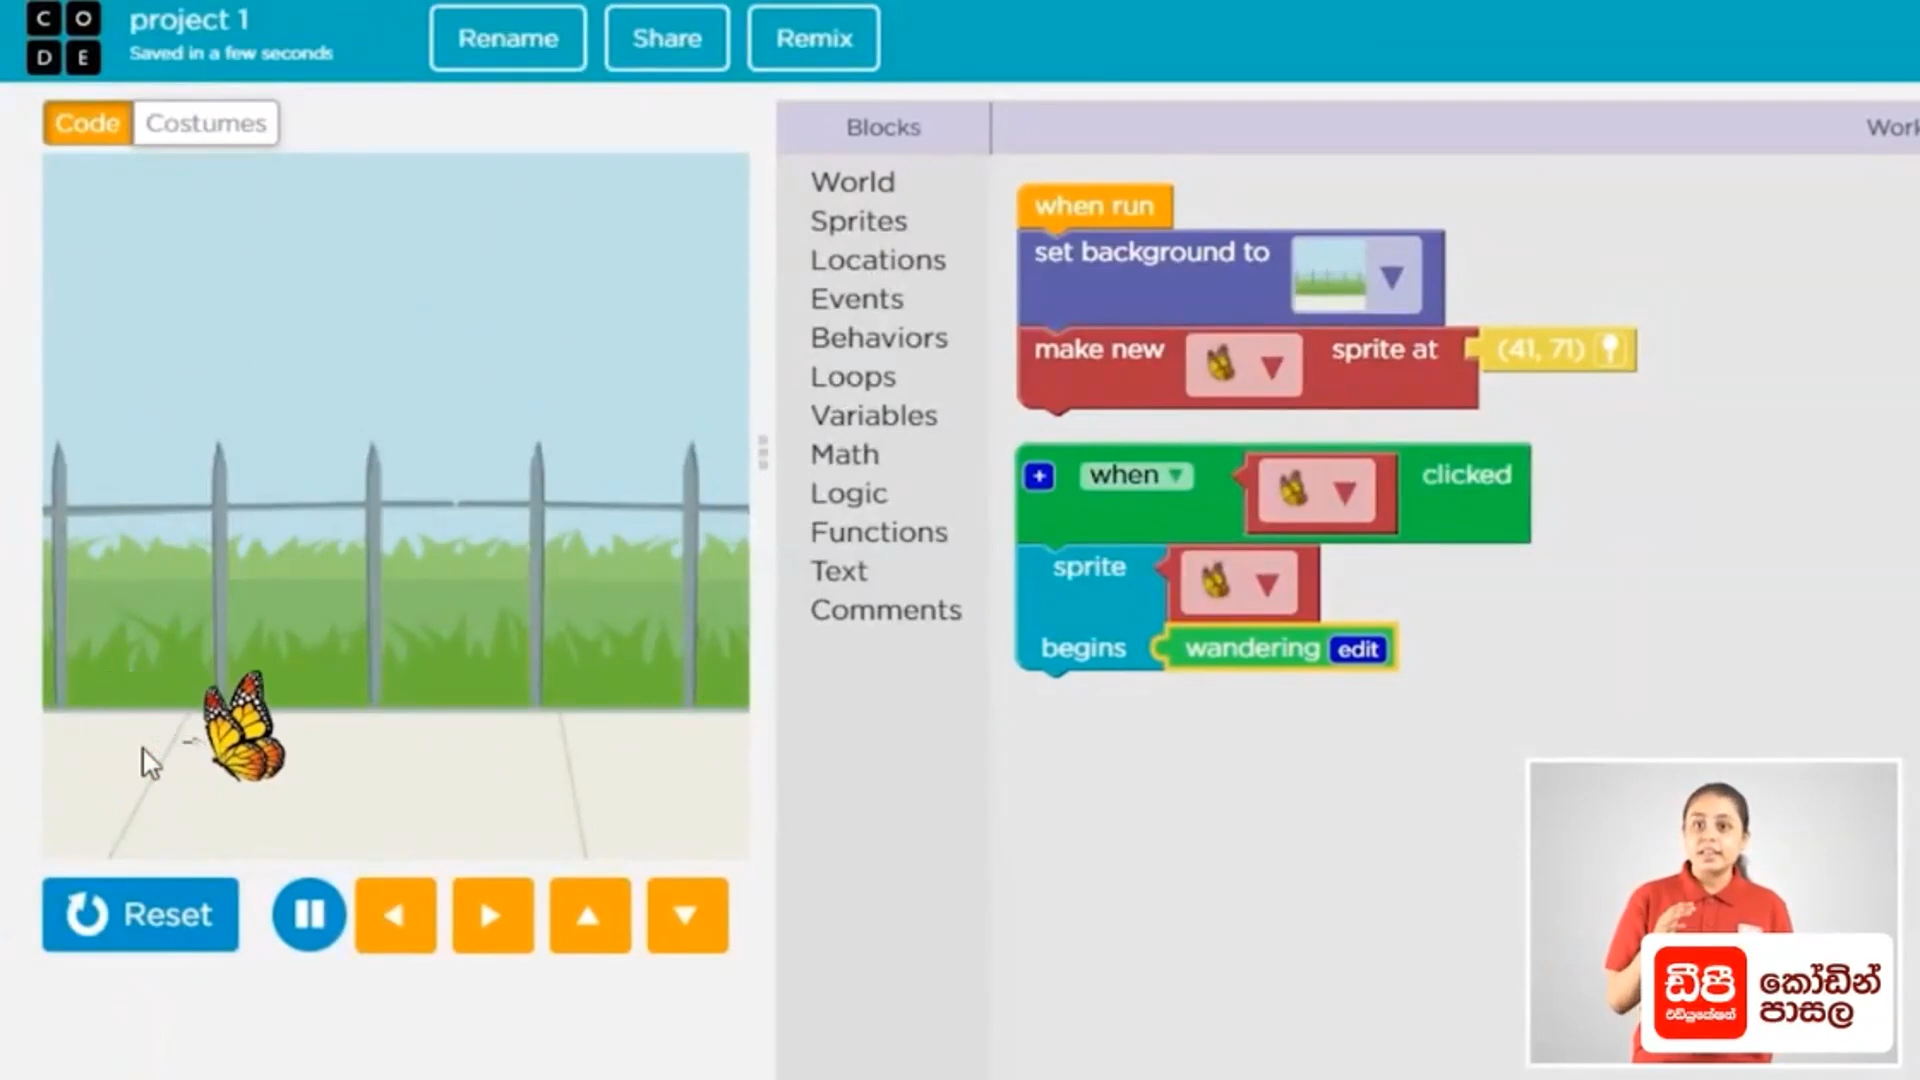 C O
D E
project 1
Saved in a few seconds
Rename
Share
Remix
Code
Costumes
Blocks
Work
World
Sprites
Locations
Events
Behaviors
Loops
Variables
Math
Logic
Functions
Text
Comments
when run
set background to
make new sprite at (41, 71)
+ when clicked
sprite
begins wandering edit
Reset
ඩීපී
එඩියුකේෂන්
කෝඩින්
පාසල